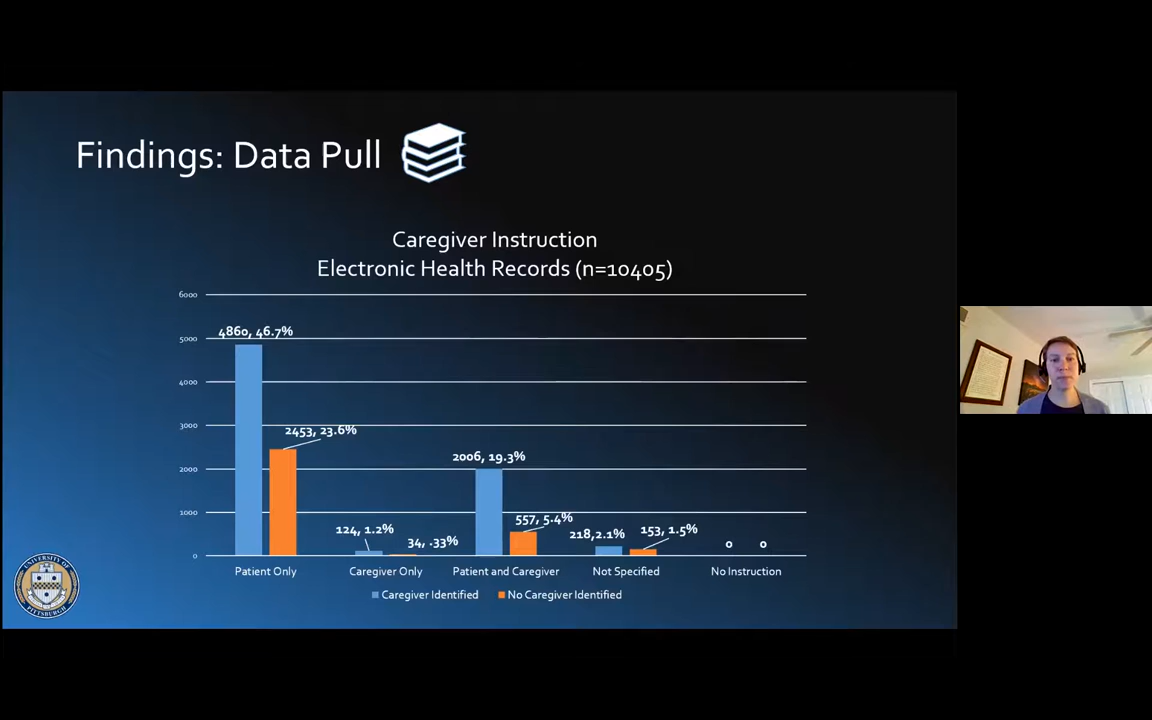 Findings: Data Pull
Caregiver Instruction
Electronic Health Records (n=10405)
6000
5000
4000
3000
2000
1000
0
4860, 46.7%
2453, 23.6%
124, 1.2%
34, .33%
2006, 19.3%
557, 5.4%
218,2.1%
153, 1.5%
0
0
Patient Only
Caregiver Only
Patient and Caregiver
Not Specified
No Instruction
Caregiver Identified
No Caregiver Identified
UNIVERSITY OF
PITTSBURGH